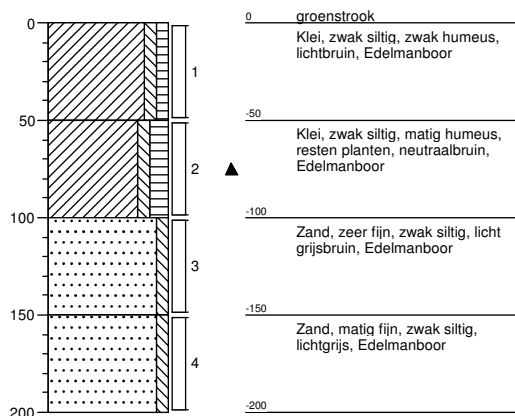 0
50
100
150
200
1
2
3
4
0 groenstrook
Klei, zwak siltig, zwak humeus,
lichtbruin, Edelmanboor
-50
Klei, zwak siltig, matig humeus,
resten planten, neutraalbruin,
Edelmanboor
-100
Zand, zeer fijn, zwak siltig, licht
grijsbruin, Edelmanboor
-150
Zand, matig fijn, zwak siltig,
lichtgrijs, Edelmanboor
-200